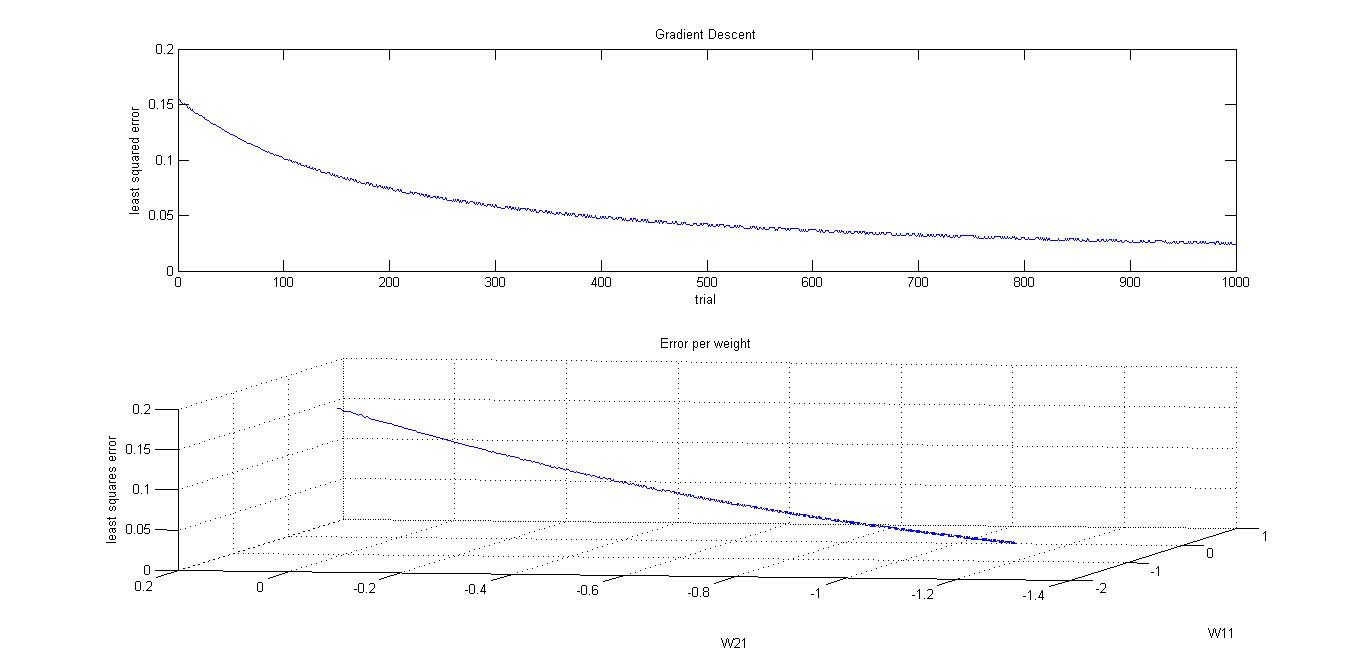 Gradient Descent
0.2
0.15
0.1
0.05
0
least squared error
0 100 200 300 400 500 600 700 800 900 1000
trial
Error per weight
0.2
0.15
0.1
0.05
0
least squares error
0.2 0 -0.2 -0.4 -0.6 -0.8 -1 -1.2 -1.4
-2 -1 0 1
W21
W11